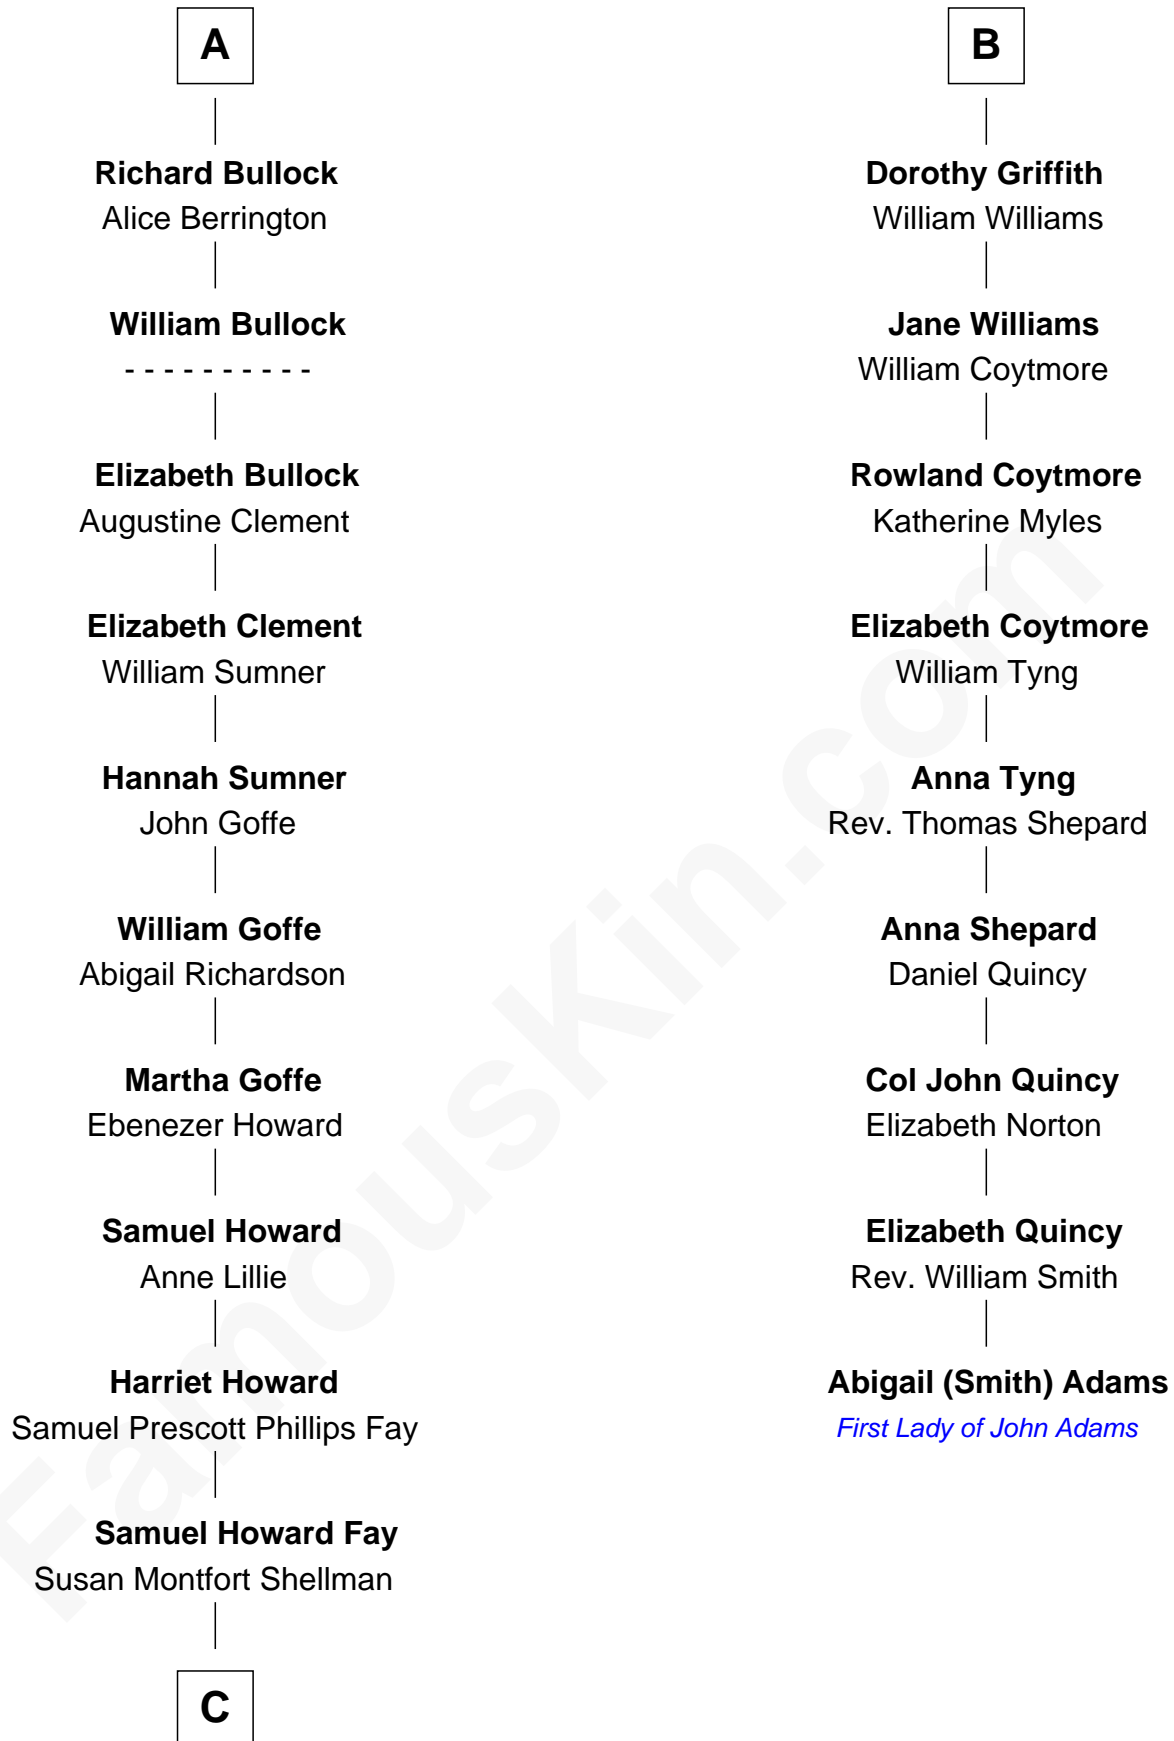 A
Richard Bullock
Alice Berrington
William Bullock
- - - - - - - - - -
Elizabeth Bullock
Augustine Clement
Elizabeth Clement
William Sumner
Hannah Sumner
John Goffe
William Goffe
Abigail Richardson
Martha Goffe
Ebenezer Howard
Samuel Howard
Anne Lillie
Harriet Howard
Samuel Prescott Phillips Fay
Samuel Howard Fay
Susan Montfort Shellman
C
B
Dorothy Griffith
William Williams
Jane Williams
William Coytmore
Rowland Coytmore
Katherine Myles
Elizabeth Coytmore
William Tyng
Anna Tyng
Rev. Thomas Shepard
Anna Shepard
Daniel Quincy
Col John Quincy
Elizabeth Norton
Elizabeth Quincy
Rev. William Smith
Abigail (Smith) Adams
First Lady of John Adams
FamousKin.com